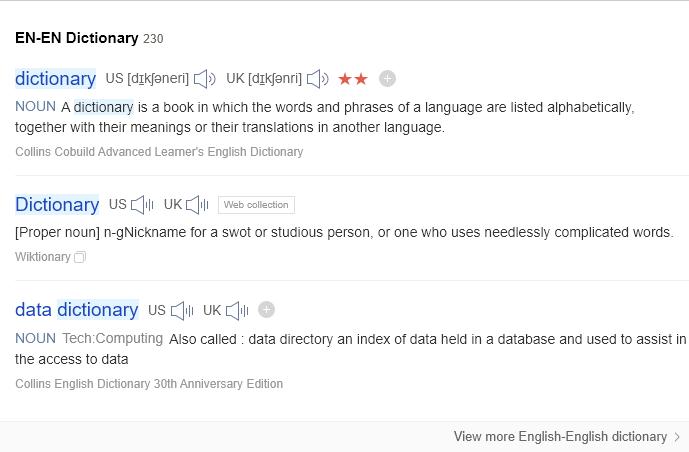 EN-EN Dictionary 230
dictionary US [dɪkʃəneri] UK [dɪkʃənri]
NOUN A dictionary is a book in which the words and phrases of a language are listed alphabetically,
together with their meanings or their translations in another language.
Collins Cobuild Advanced Learner's English Dictionary
Dictionary US UK Web collection
[Proper noun] n-gNickname for a swot or studious person, or one who uses needlessly complicated words.
Wiktionary
data dictionary US UK
NOUN Tech:Computing Also called : data directory an index of data held in a database and used to assist in
the access to data
Collins English Dictionary 30th Anniversary Edition
View more English-English dictionary >